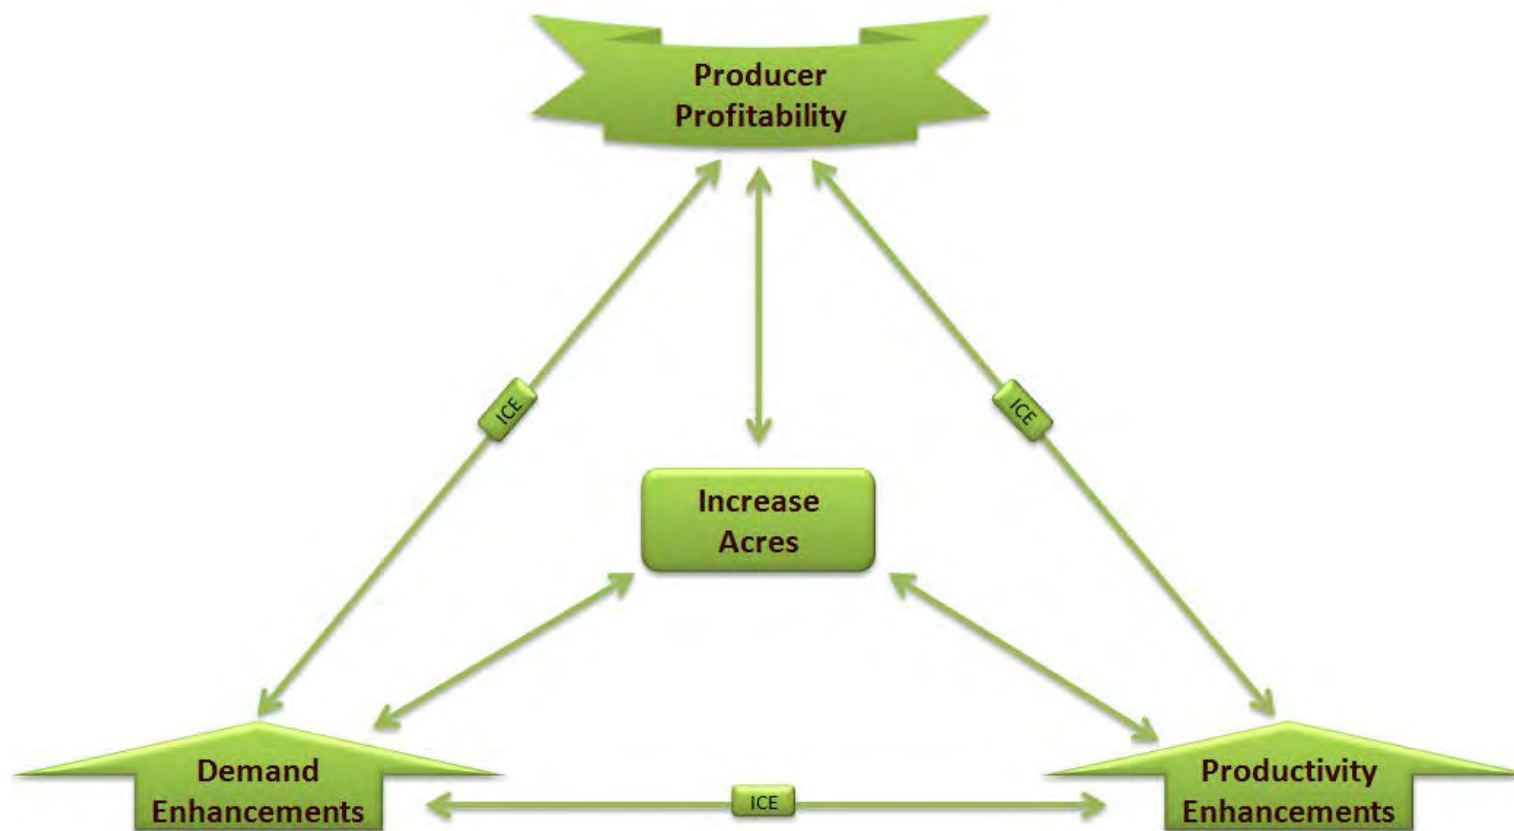 Producer
Profitability
ICE
ICE
Increase
Acres
Demand
Enhancements
ICE
Productivity
Enhancements